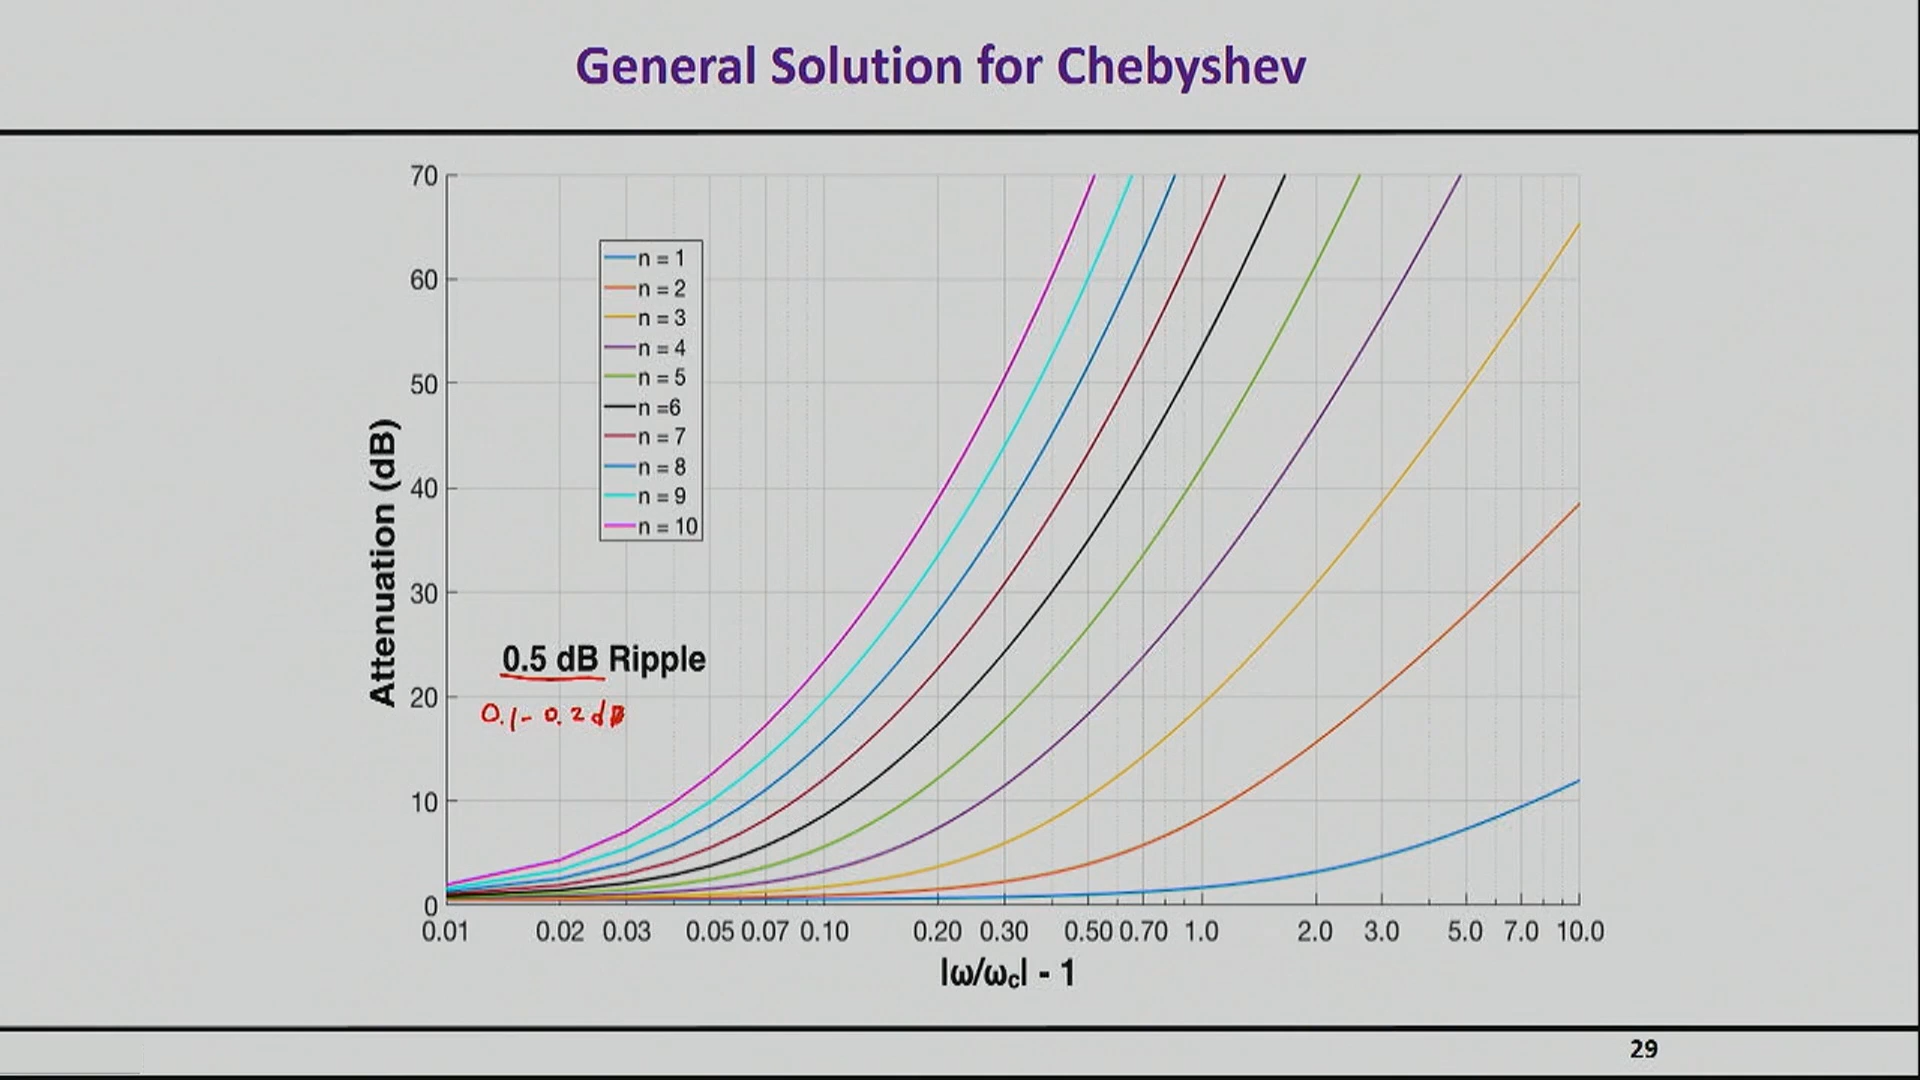 General Solution for Chebyshev
70
60
50
40
30
20
10
0
Attenuation (dB)
n = 1
n = 2
n = 3
n = 4
n = 5
n =6
n = 7
n = 8
n = 9
n = 10
0.5 dB Ripple
0.1- 0.2 dB
0.01 0.02 0.03 0.05 0.07 0.10 0.20 0.30 0.50 0.70 1.0 2.0 3.0 5.0 7.0 10.0
|ω/ωc| - 1
29